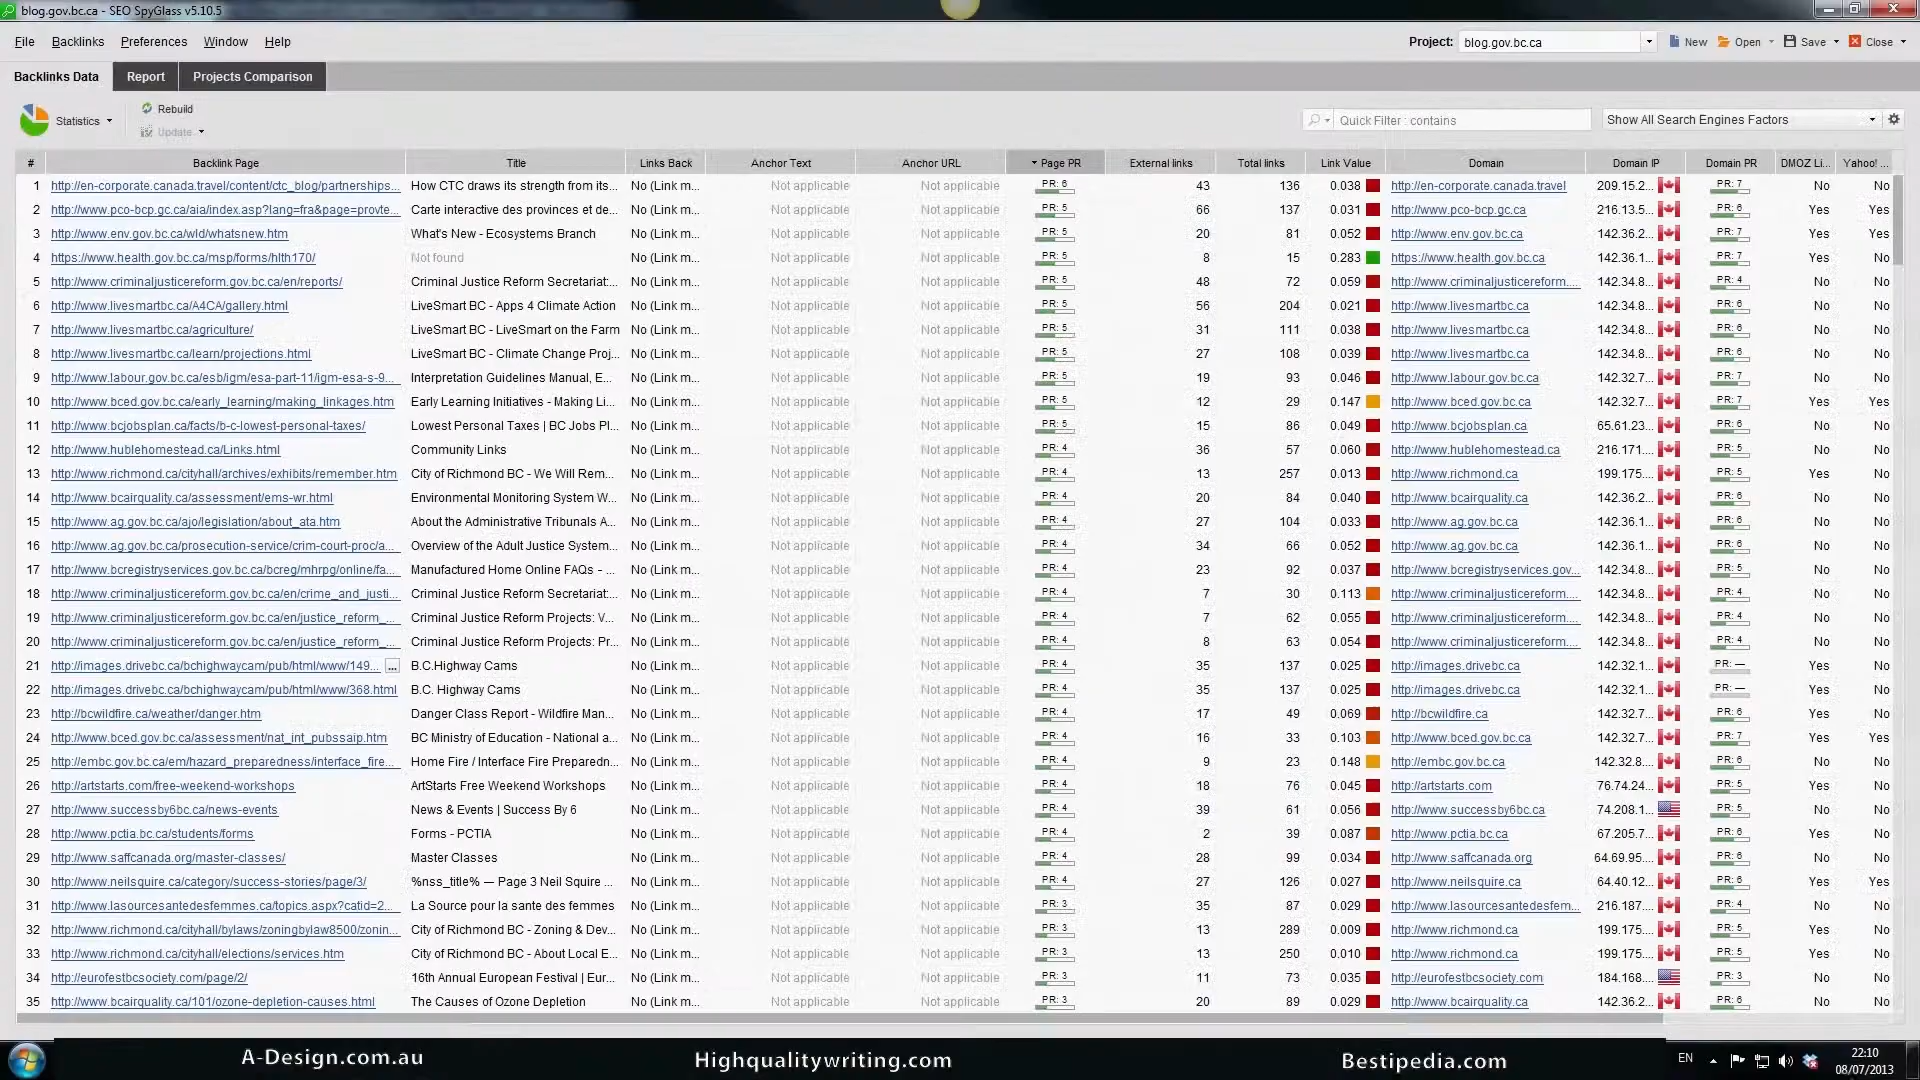 blog.gov.bc.ca - SEO SpyGlass v5.10.5
File Backlinks Preferences Window Help Project: blog.gov.bc.ca New Open Save Close
Backlinks Data Report Projects Comparison
Statistics Rebuild Update Quick Filter : contains Show All Search Engines Factors
# Backlink Page Title Links Back Anchor Text Anchor URL Page PR External links Total links Link Value Domain Domain IP Domain PR DMOZ Li... Yahoo! ...
1 http://en-corporate.canada.travel/content/ctc_blog/partnerships... How CTC draws its strength from its... No (Link m... Not applicable Not applicable PR: 6 43 136 0.038 http://en-corporate.canada.travel 209.15.2... PR: 7 No No
2 http://www.pco-bcp.gc.ca/aia/index.asp?lang=fra&page=provte... Carte interactive des provinces et de... No (Link m... Not applicable Not applicable PR: 5 66 137 0.031 http://www.pco-bcp.gc.ca 216.13.5... PR: 6 Yes Yes
3 http://www.env.gov.bc.ca/wld/whatsnew.htm What's New - Ecosystems Branch No (Link m... Not applicable Not applicable PR: 5 20 81 0.052 http://www.env.gov.bc.ca 142.36.2... PR: 7 Yes Yes
4 https://www.health.gov.bc.ca/msp/forms/hlth170/ Not found No (Link m... Not applicable Not applicable PR: 5 8 15 0.283 https://www.health.gov.bc.ca 142.36.1... PR: 7 Yes No
5 http://www.criminaljusticereform.gov.bc.ca/en/reports/ Criminal Justice Reform Secretariat:... No (Link m... Not applicable Not applicable PR: 5 48 72 0.059 http://www.criminaljusticereform.... 142.34.8... PR: 4 No No
6 http://www.livesmartbc.ca/A4CA/gallery.html LiveSmart BC - Apps 4 Climate Action No (Link m... Not applicable Not applicable PR: 5 56 204 0.021 http://www.livesmartbc.ca 142.34.8... PR: 6 No No
7 http://www.livesmartbc.ca/agriculture/ LiveSmart BC - LiveSmart on the Farm No (Link m... Not applicable Not applicable PR: 5 31 111 0.038 http://www.livesmartbc.ca 142.34.8... PR: 6 No No
8 http://www.livesmartbc.ca/learn/projections.html LiveSmart BC - Climate Change Proj... No (Link m... Not applicable Not applicable PR: 5 27 108 0.039 http://www.livesmartbc.ca 142.34.8... PR: 6 No No
9 http://www.labour.gov.bc.ca/esb/igm/esa-part-11/igm-esa-s-9... Interpretation Guidelines Manual, E... No (Link m... Not applicable Not applicable PR: 5 19 93 0.046 http://www.labour.gov.bc.ca 142.32.7... PR: 7 No No
10 http://www.bced.gov.bc.ca/early_learning/making_linkages.htm Early Learning Initiatives - Making Li... No (Link m... Not applicable Not applicable PR: 5 12 29 0.147 http://www.bced.gov.bc.ca 142.32.7... PR: 7 Yes Yes
11 http://www.bcjobsplan.ca/facts/b-c-lowest-personal-taxes/ Lowest Personal Taxes | BC Jobs Pl... No (Link m... Not applicable Not applicable PR: 5 15 86 0.049 http://www.bcjobsplan.ca 65.61.23... PR: 6 No No
12 http://www.hublehomestead.ca/Links.html Community Links No (Link m... Not applicable Not applicable PR: 4 36 57 0.060 http://www.hublehomestead.ca 216.171.... PR: 5 No No
13 http://www.richmond.ca/cityhall/archives/exhibits/remember.htm City of Richmond BC - We Will Rem... No (Link m... Not applicable Not applicable PR: 4 13 257 0.013 http://www.richmond.ca 199.175.... PR: 5 Yes No
14 http://www.bcairquality.ca/assessment/ems-wr.html Environmental Monitoring System W... No (Link m... Not applicable Not applicable PR: 4 20 84 0.040 http://www.bcairquality.ca 142.36.2... PR: 6 No No
15 http://www.ag.gov.bc.ca/ajo/legislation/about_ata.htm About the Administrative Tribunals A... No (Link m... Not applicable Not applicable PR: 4 27 104 0.033 http://www.ag.gov.bc.ca 142.36.1... PR: 6 No No
16 http://www.ag.gov.bc.ca/prosecution-service/crim-court-proc/a... Overview of the Adult Justice System... No (Link m... Not applicable Not applicable PR: 4 34 66 0.052 http://www.ag.gov.bc.ca 142.36.1... PR: 6 No No
17 http://www.bcregistryservices.gov.bc.ca/bcreg/mhrpg/online/fa... Manufactured Home Online FAQs - ... No (Link m... Not applicable Not applicable PR: 4 23 92 0.037 http://www.bcregistryservices.gov... 142.34.8... PR: 5 No No
18 http://www.criminaljusticereform.gov.bc.ca/en/crime_and_justi... Criminal Justice Reform Secretariat:... No (Link m... Not applicable Not applicable PR: 4 7 30 0.113 http://www.criminaljusticereform.... 142.34.8... PR: 4 No No
19 http://www.criminaljusticereform.gov.bc.ca/en/justice_reform_... Criminal Justice Reform Projects: V... No (Link m... Not applicable Not applicable PR: 4 7 62 0.055 http://www.criminaljusticereform.... 142.34.8... PR: 4 No No
20 http://www.criminaljusticereform.gov.bc.ca/en/justice_reform_... Criminal Justice Reform Projects: Pr... No (Link m... Not applicable Not applicable PR: 4 8 63 0.054 http://www.criminaljusticereform.... 142.34.8... PR: 4 No No
21 http://images.drivebc.ca/bchighwaycam/pub/html/www/149... ... B.C.Highway Cams No (Link m... Not applicable Not applicable PR: 4 35 137 0.025 http://images.drivebc.ca 142.32.1... PR: — Yes No
22 http://images.drivebc.ca/bchighwaycam/pub/html/www/368.html B.C. Highway Cams No (Link m... Not applicable Not applicable PR: 4 35 137 0.025 http://images.drivebc.ca 142.32.1... PR: — Yes No
23 http://bcwildfire.ca/weather/danger.htm Danger Class Report - Wildfire Man... No (Link m... Not applicable Not applicable PR: 4 17 49 0.069 http://bcwildfire.ca 142.32.7... PR: 6 Yes No
24 http://www.bced.gov.bc.ca/assessment/nat_int_pubssaip.htm BC Ministry of Education - National a... No (Link m... Not applicable Not applicable PR: 4 16 33 0.103 http://www.bced.gov.bc.ca 142.32.7... PR: 7 Yes Yes
25 http://embc.gov.bc.ca/em/hazard_preparedness/interface_fire... Home Fire / Interface Fire Preparedn... No (Link m... Not applicable Not applicable PR: 4 9 23 0.148 http://embc.gov.bc.ca 142.32.8.... PR: 6 No No
26 http://artstarts.com/free-weekend-workshops ArtStarts Free Weekend Workshops No (Link m... Not applicable Not applicable PR: 4 18 76 0.045 http://artstarts.com 76.74.24... PR: 5 Yes No
27 http://www.successby6bc.ca/news-events News & Events | Success By 6 No (Link m... Not applicable Not applicable PR: 4 39 61 0.056 http://www.successby6bc.ca 74.208.1... PR: 5 No No
28 http://www.pctia.bc.ca/students/forms Forms - PCTIA No (Link m... Not applicable Not applicable PR: 4 2 39 0.087 http://www.pctia.bc.ca 67.205.7... PR: 6 Yes No
29 http://www.saffcanada.org/master-classes/ Master Classes No (Link m... Not applicable Not applicable PR: 4 28 99 0.034 http://www.saffcanada.org 64.69.95.... PR: 6 No No
30 http://www.neilsquire.ca/category/success-stories/page/3/ %nss_title% — Page 3 Neil Squire ... No (Link m... Not applicable Not applicable PR: 4 27 126 0.027 http://www.neilsquire.ca 64.40.12... PR: 6 Yes Yes
31 http://www.lasourcesantedesfemmes.ca/topics.aspx?catid=2... La Source pour la sante des femmes No (Link m... Not applicable Not applicable PR: 3 35 87 0.029 http://www.lasourcesantedesfem... 216.187.... PR: 4 No No
32 http://www.richmond.ca/cityhall/bylaws/zoningbylaw8500/zonin... City of Richmond BC - Zoning & Dev... No (Link m... Not applicable Not applicable PR: 3 13 289 0.009 http://www.richmond.ca 199.175.... PR: 5 Yes No
33 http://www.richmond.ca/cityhall/elections/services.htm City of Richmond BC - About Local E... No (Link m... Not applicable Not applicable PR: 3 13 250 0.010 http://www.richmond.ca 199.175.... PR: 5 Yes No
34 http://eurofestbcsociety.com/page/2/ 16th Annual European Festival | Eur... No (Link m... Not applicable Not applicable PR: 3 11 73 0.035 http://eurofestbcsociety.com 184.168.... PR: 3 No No
35 http://www.bcairquality.ca/101/ozone-depletion-causes.html The Causes of Ozone Depletion No (Link m... Not applicable Not applicable PR: 3 20 89 0.029 http://www.bcairquality.ca 142.36.2... PR: 6 No No
A-Design.com.au Highqualitywriting.com Bestipedia.com EN 22:10
08/07/2013